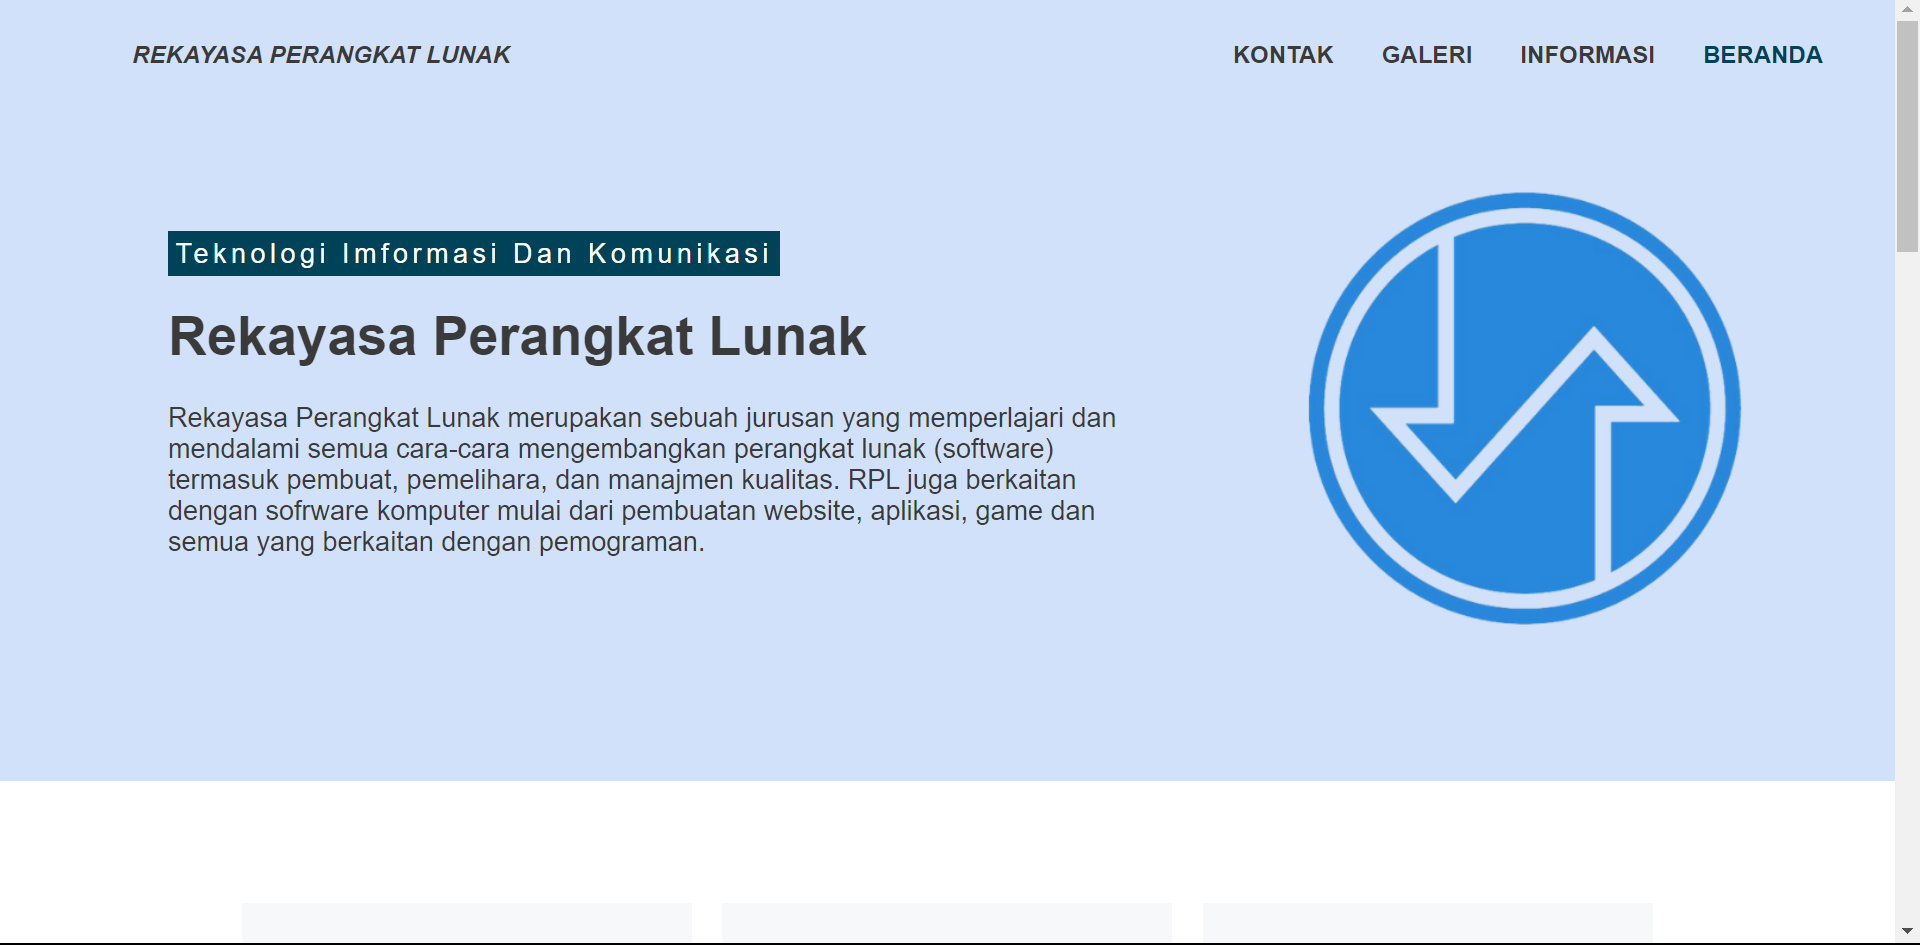 REKAYASA PERANGKAT LUNAK
KONTAK GALERI INFORMASI BERANDA
Teknologi Imformasi Dan Komunikasi
Rekayasa Perangkat Lunak
Rekayasa Perangkat Lunak merupakan sebuah jurusan yang memperlajari dan
mendalami semua cara-cara mengembangkan perangkat lunak (software)
termasuk pembuat, pemelihara, dan manajmen kualitas. RPL juga berkaitan
dengan sofrware komputer mulai dari pembuatan website, aplikasi, game dan
semua yang berkaitan dengan pemograman.